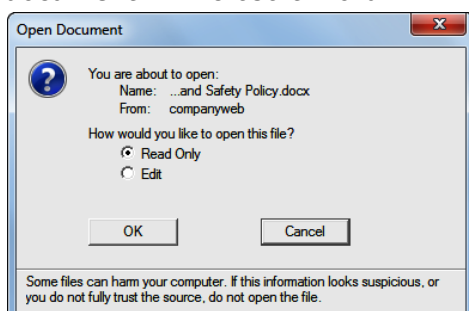 Open Document
You are about to open:
Name: ...and Safety Policy.docx
From: companyweb
How would you like to open this file?
Read Only
Edit
OK Cancel
Some files can harm your computer. If this information looks suspicious, or
you do not fully trust the source, do not open the file.